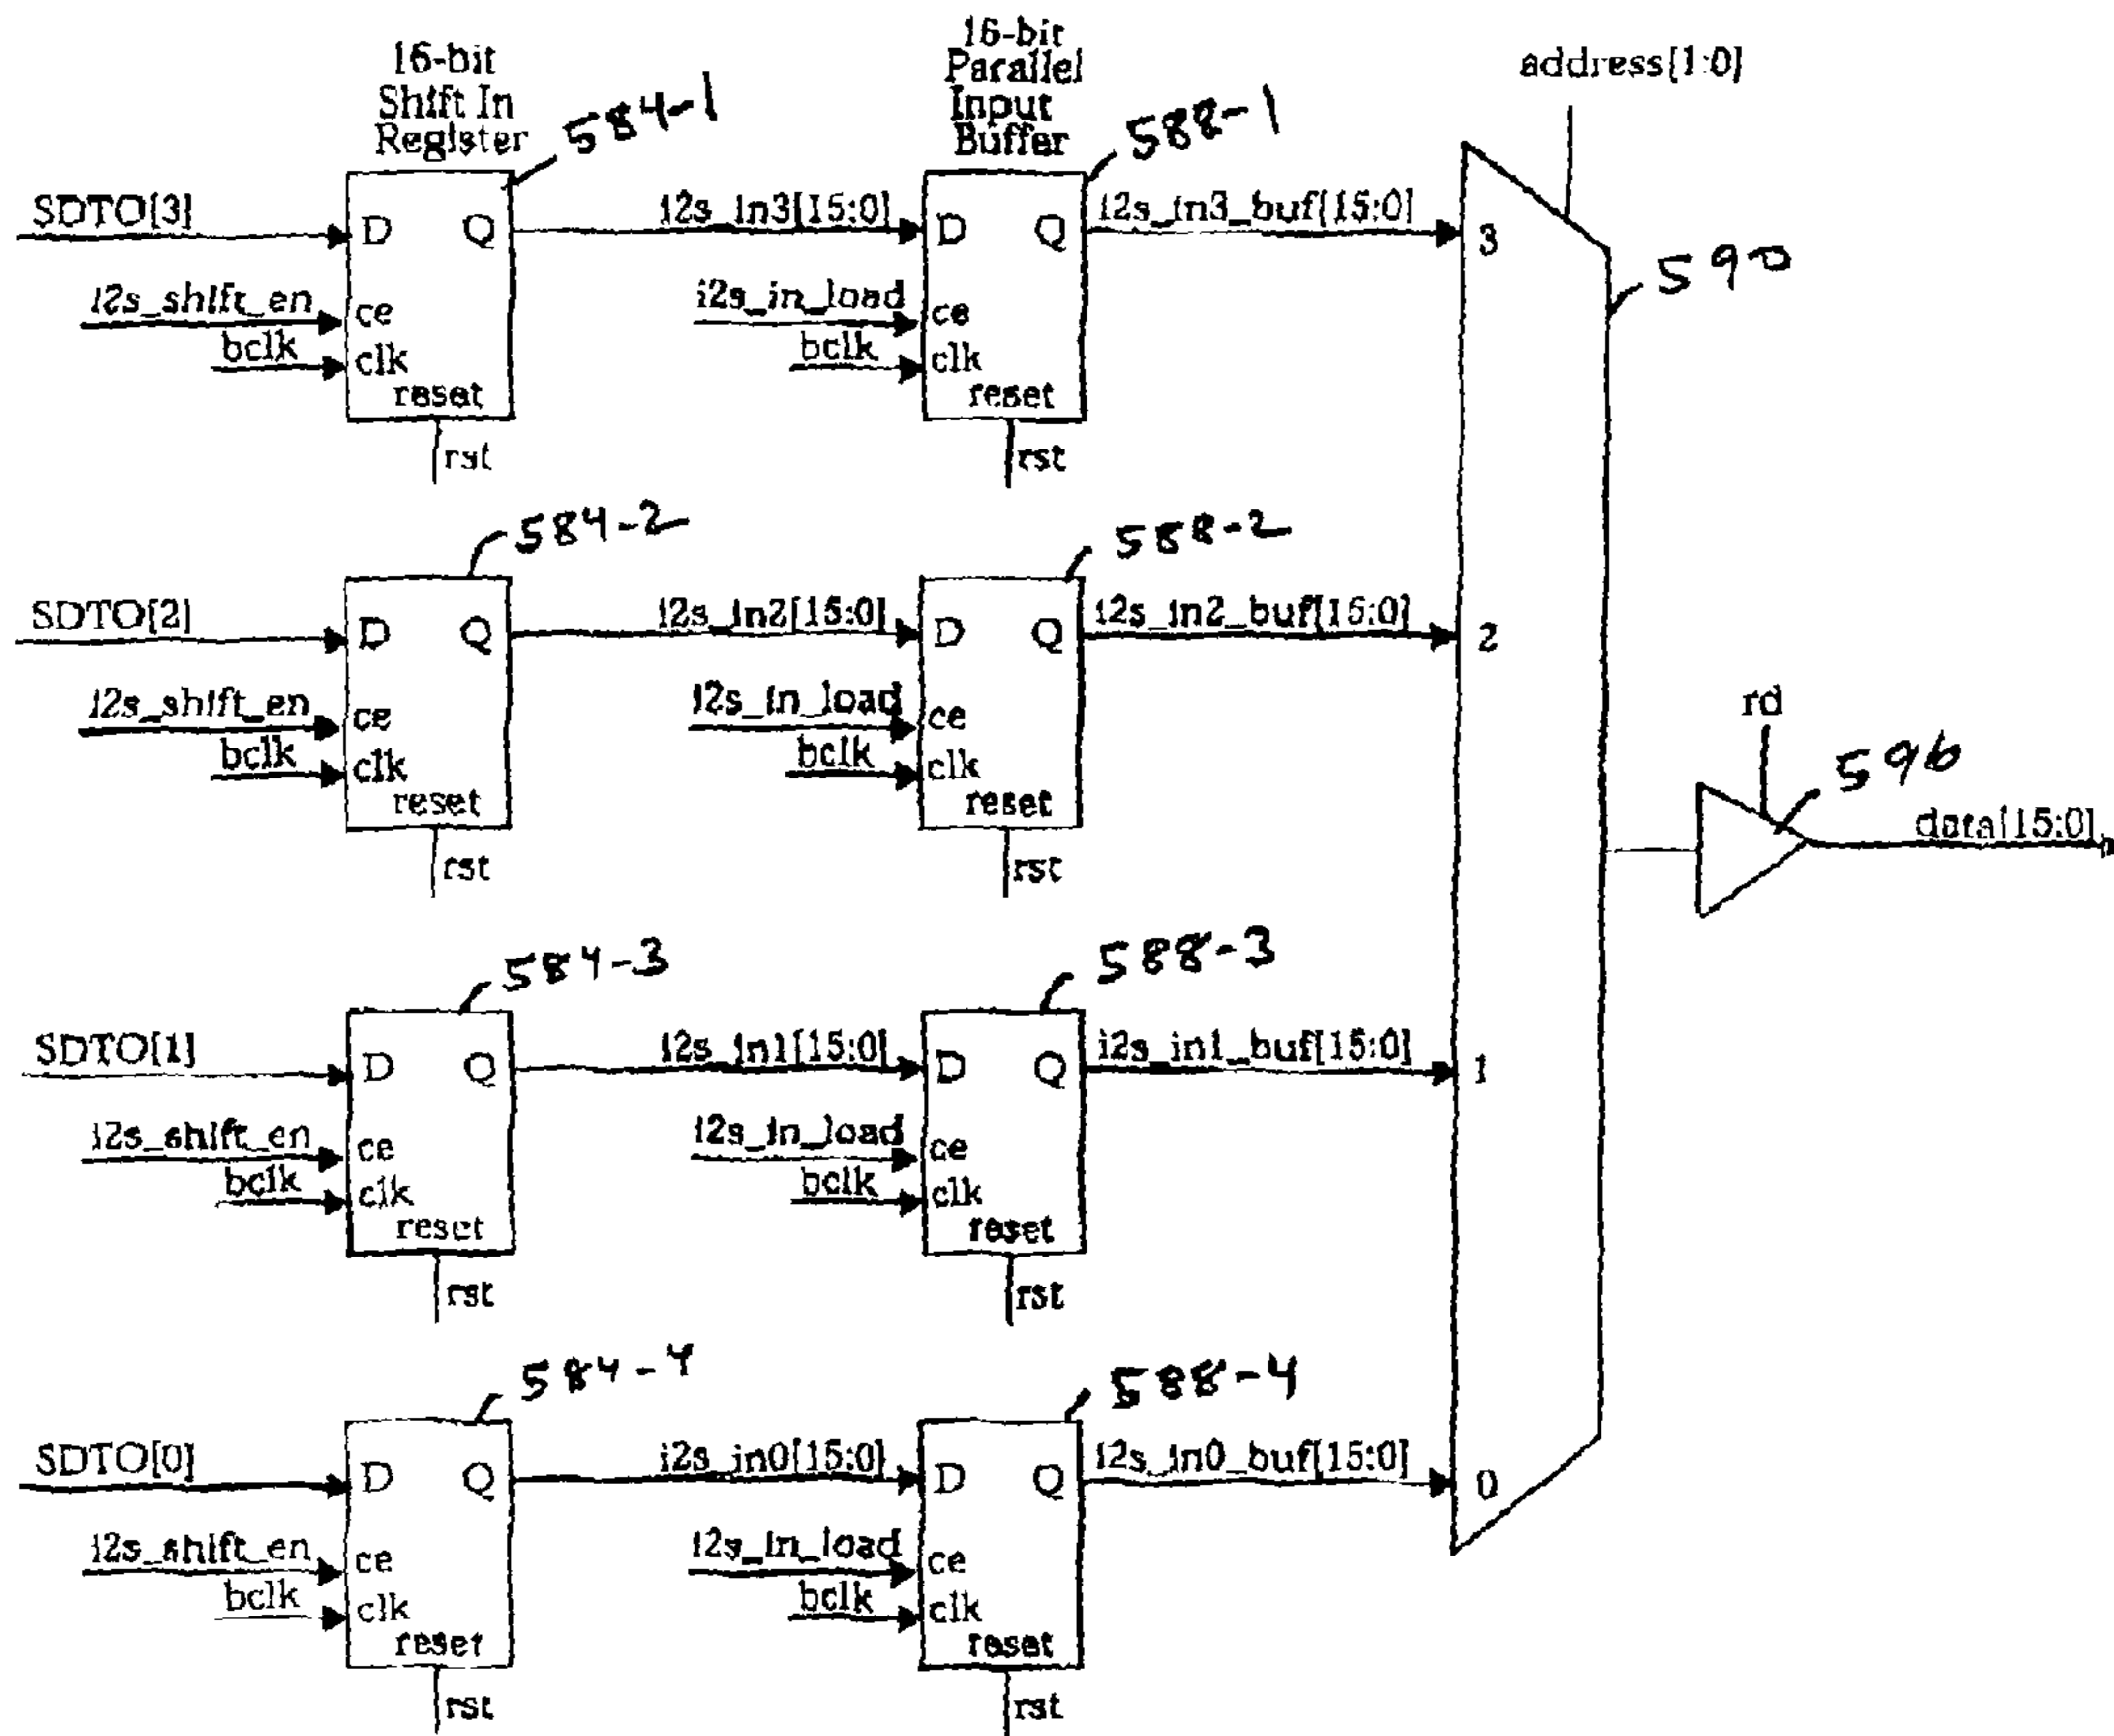 16-bit
Shift In
Register
584-1
16-bit
Parallel
Input
Buffer
588-1
address[1:0]
SDTO[3]
D
Q
i2s_in3[15:0]
D
Q
i2s_in3_buf[15:0]
3
590
i2s_shift_en
ce
i2s_in_load
ce
bclk
clk
bclk
clk
reset
reset
rst
rst
584-2
588-2
SDTO[2]
D
Q
i2s_in2[15:0]
D
Q
i2s_in2_buf[15:0]
2
i2s_shift_en
ce
i2s_in_load
ce
rd
bclk
clk
bclk
clk
596
reset
reset
data[15:0]
rst
rst
584-3
588-3
SDTO[1]
D
Q
i2s_in1[15:0]
D
Q
i2s_in1_buf[15:0]
1
i2s_shift_en
ce
i2s_in_load
ce
bclk
clk
bclk
clk
reset
reset
rst
rst
584-4
588-4
SDTO[0]
D
Q
i2s_in0[15:0]
D
Q
i2s_in0_buf[15:0]
0
i2s_shift_en
ce
i2s_in_load
ce
bclk
clk
bclk
clk
reset
reset
rst
rst